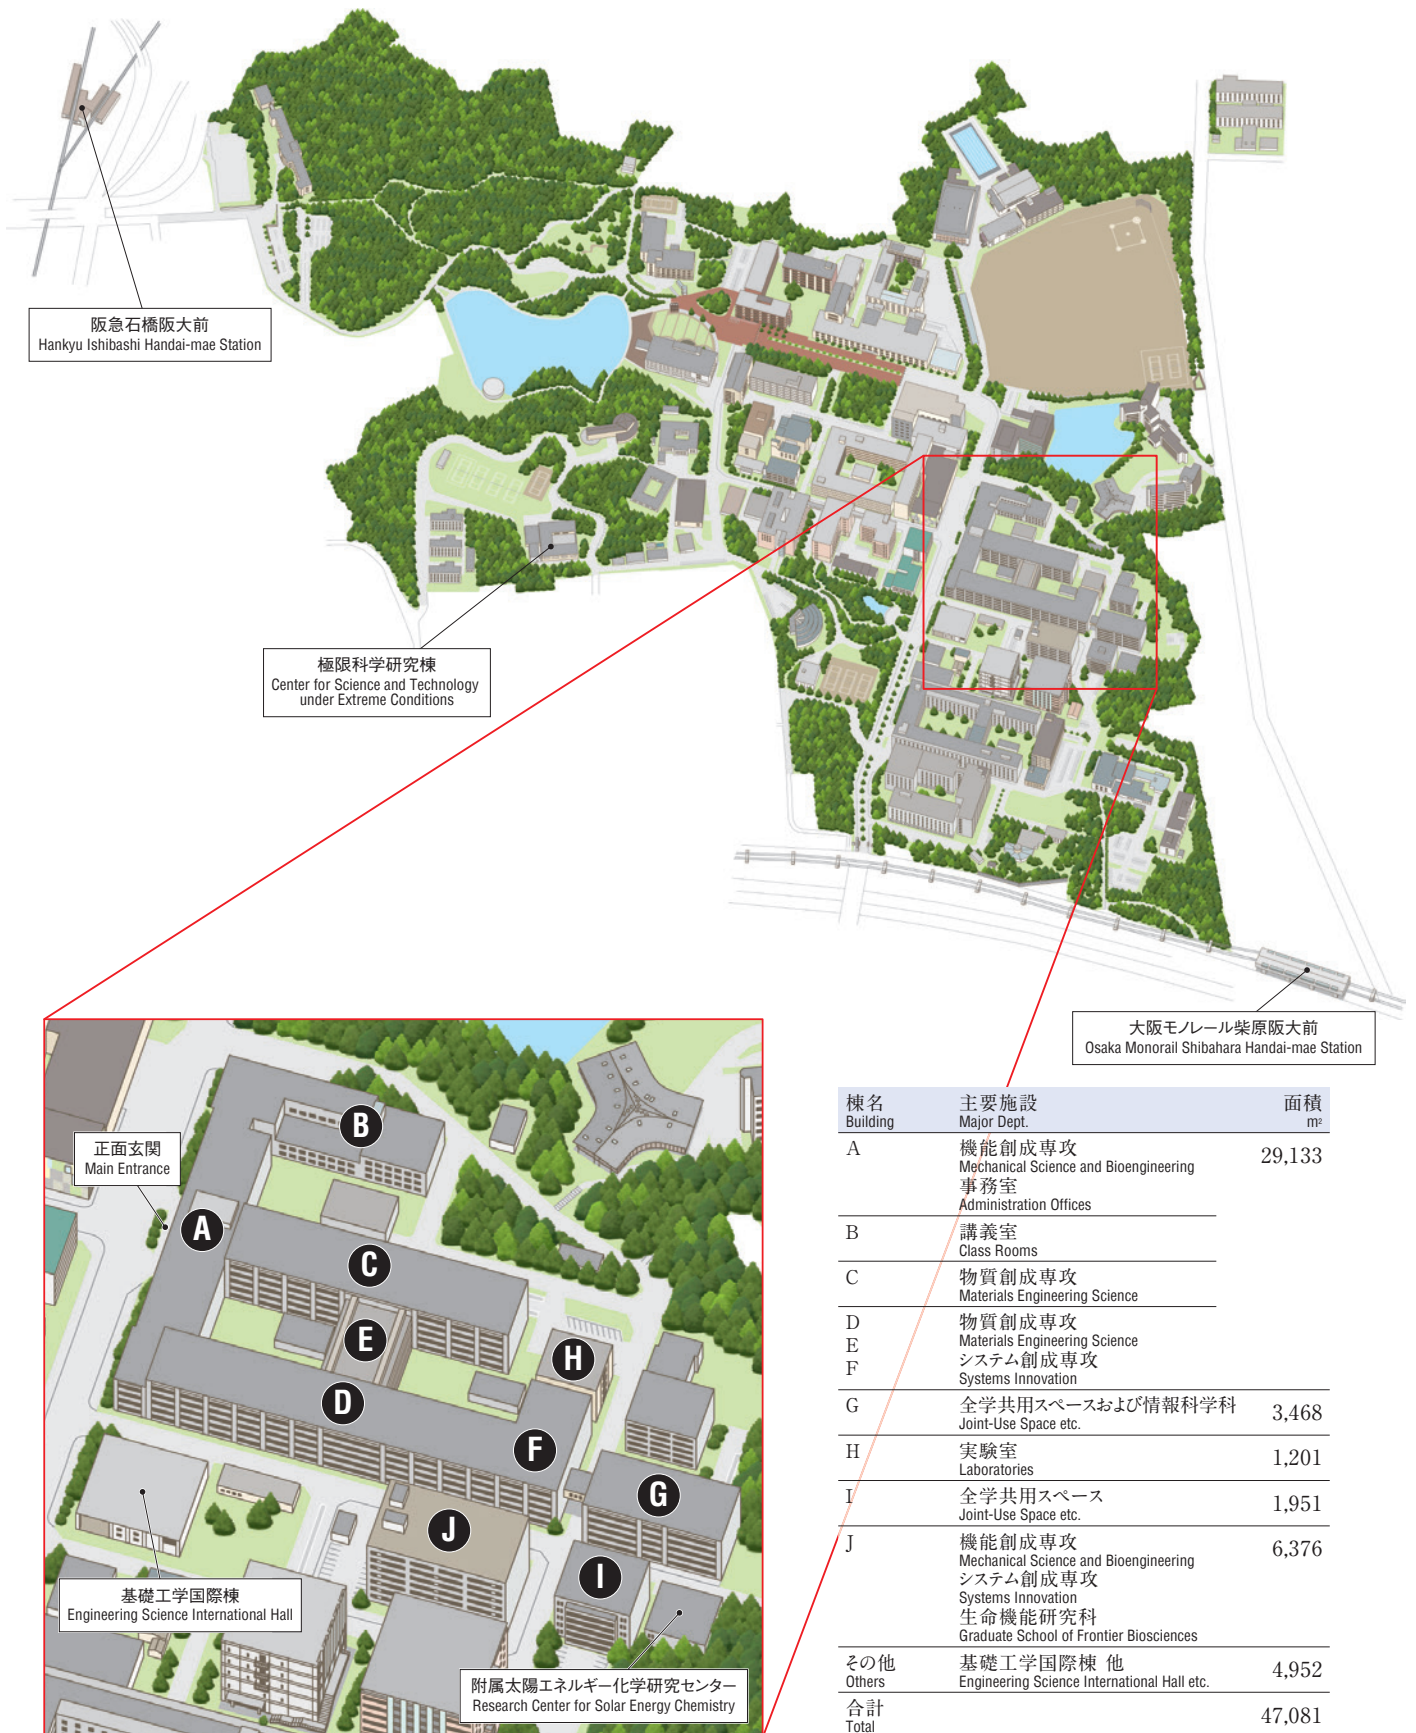 阪急石橋阪大前
Hankyu Ishibashi Handai-mae Station
極限科学研究棟
Center for Science and Technology
under Extreme Conditions
大阪モノレール柴原阪大前
Osaka Monorail Shibahara Handai-mae Station
正面玄関
Main Entrance
A
B
C
E
D
H
F
G
J
I
基礎工学国際棟
Engineering Science International Hall
附属太陽エネルギー化学研究センター
Research Center for Solar Energy Chemistry
棟名 主要施設 面積
Building Major Dept. m²
A 機能創成専攻 29,133
Mechanical Science and Bioengineering
事務室
Administration Offices
B 講義室
Class Rooms
C 物質創成専攻
Materials Engineering Science
D 物質創成専攻
E Materials Engineering Science
F システム創成専攻
Systems Innovation
G 全学共用スペースおよび情報科学科 3,468
Joint-Use Space etc.
H 実験室 1,201
Laboratories
I 全学共用スペース 1,951
Joint-Use Space etc.
J 機能創成専攻 6,376
Mechanical Science and Bioengineering
システム創成専攻
Systems Innovation
生命機能研究科
Graduate School of Frontier Biosciences
その他 基礎工学国際棟 他 4,952
Others Engineering Science International Hall etc.
合計 47,081
Total